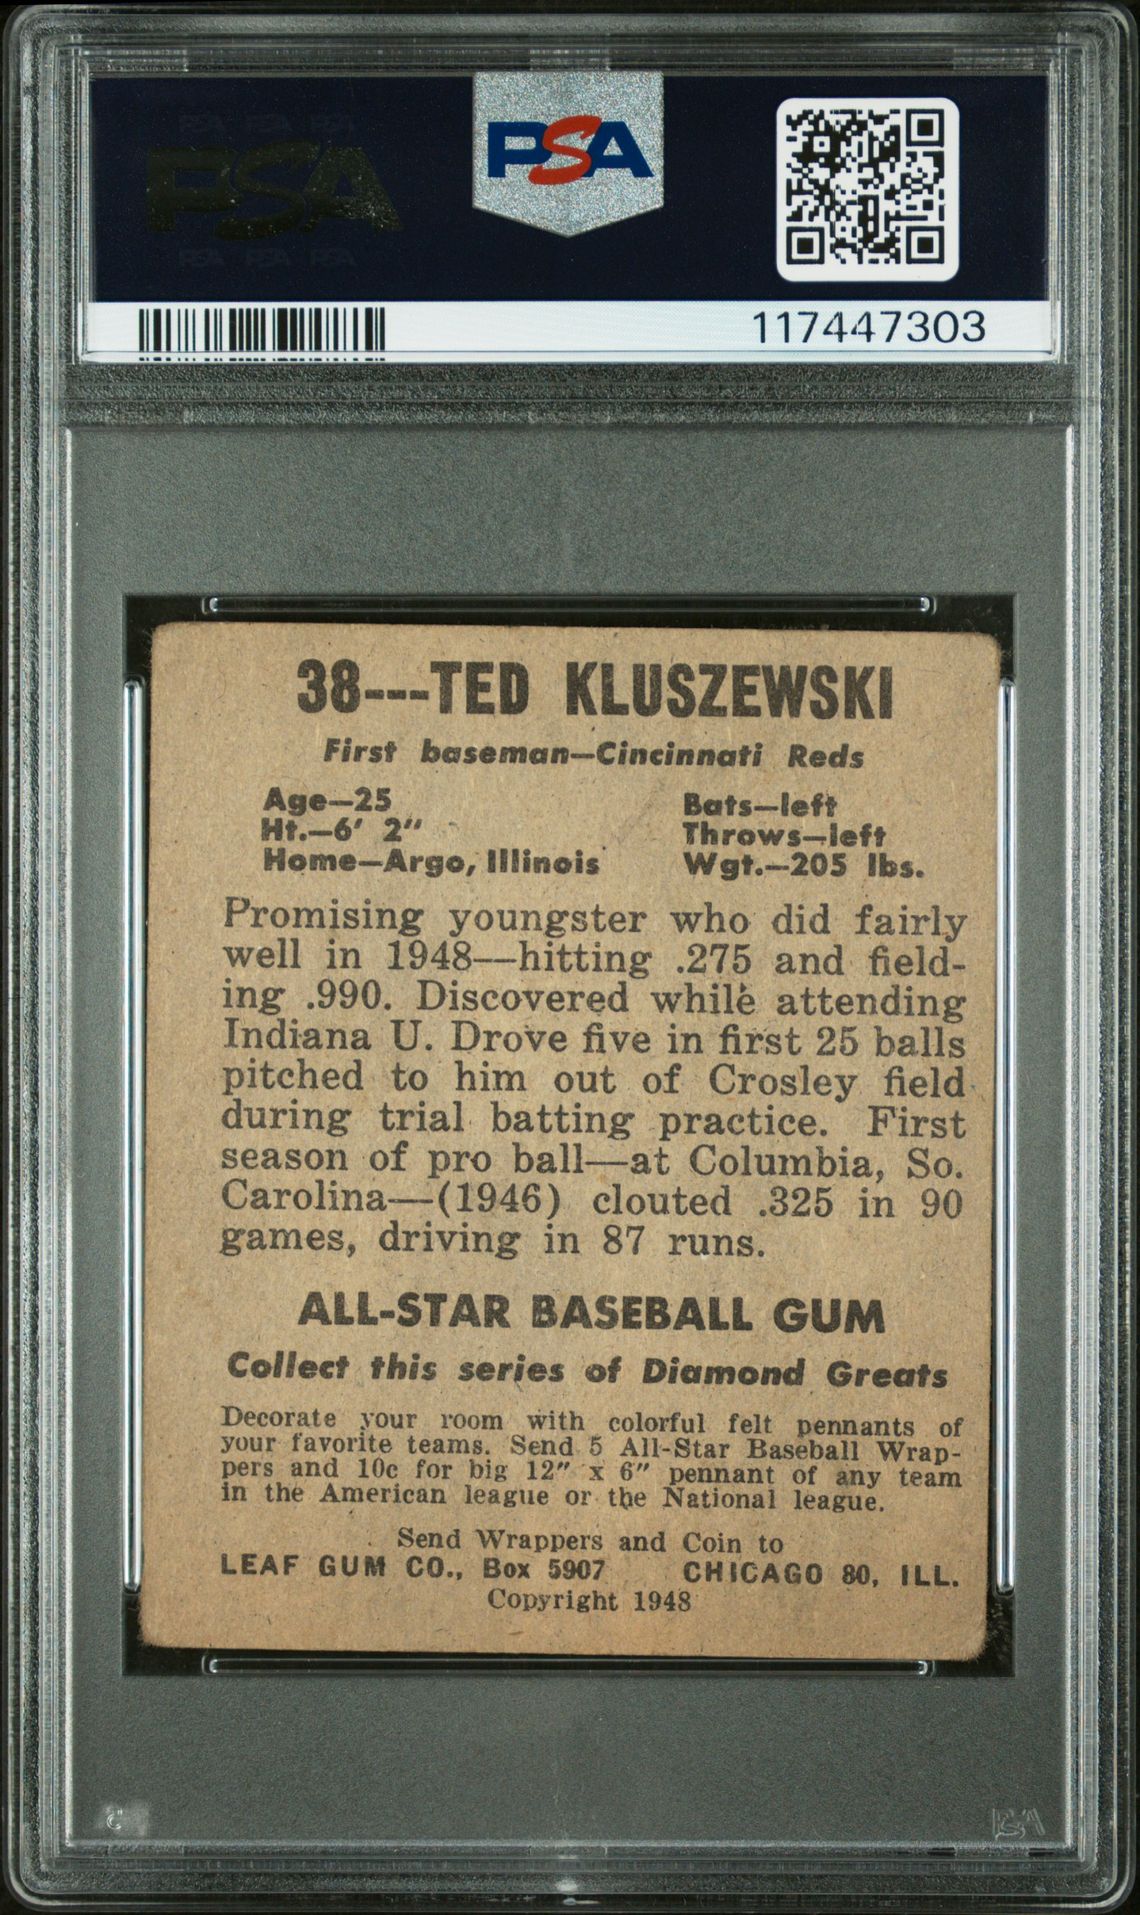 PSA
PSA
117447303
38---TED KLUSZEWSKI
First baseman—Cincinnati Reds
Age—25 Bats—left
Ht.—6' 2" Throws—left
Home—Argo, Illinois Wgt.—205 lbs.
Promising youngster who did fairly
well in 1948—hitting .275 and field-
ing .990. Discovered while attending
Indiana U. Drove five in first 25 balls
pitched to him out of Crosley field
during trial batting practice. First
season of pro ball—at Columbia, So.
Carolina—(1946) clouted .325 in 90
games, driving in 87 runs.
ALL-STAR BASEBALL GUM
Collect this series of Diamond Greats
Decorate your room with colorful felt pennants of
your favorite teams. Send 5 All-Star Baseball Wrap-
pers and 10c for big 12" x 6" pennant of any team
in the American league or the National league.
Send Wrappers and Coin to
LEAF GUM CO., Box 5907 CHICAGO 80, ILL.
Copyright 1948
PSA